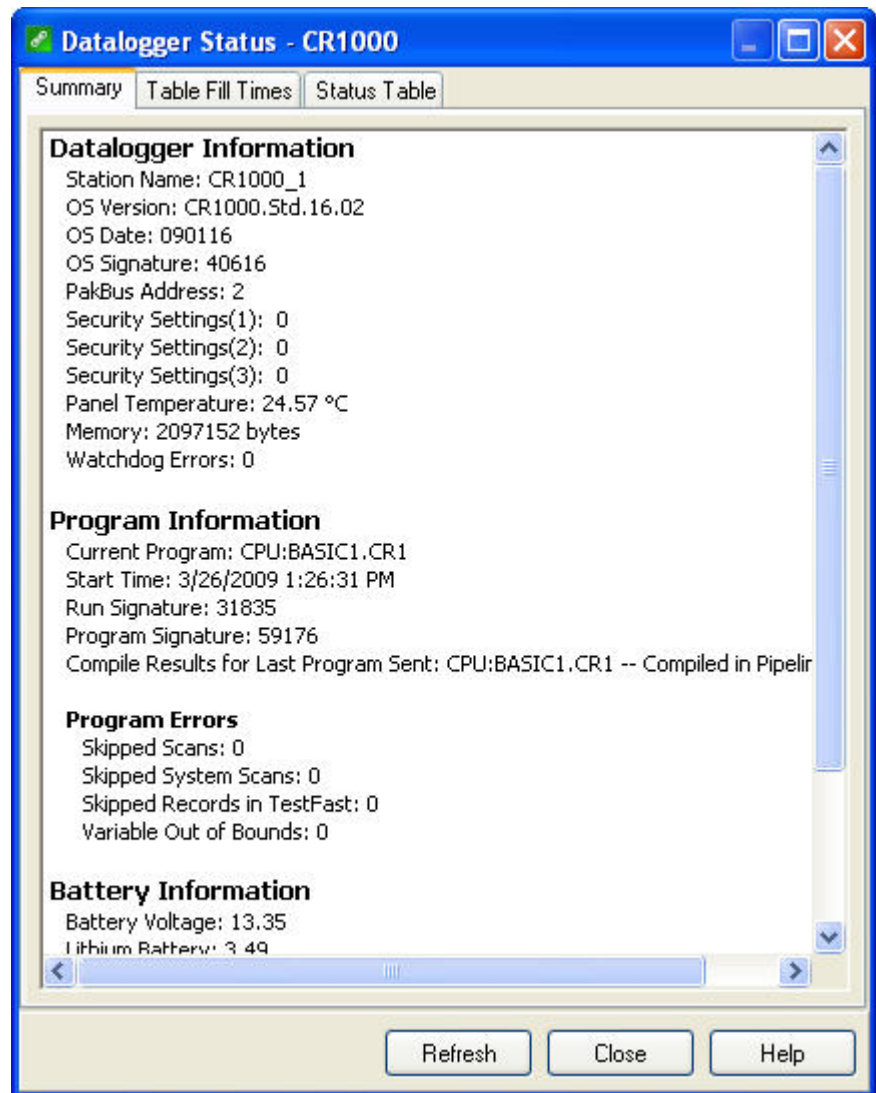 Datalogger Status - CR1000
Summary Table Fill Times Status Table
Datalogger Information
Station Name: CR1000_1
OS Version: CR1000.Std.16.02
OS Date: 090116
OS Signature: 40616
PakBus Address: 2
Security Settings(1): 0
Security Settings(2): 0
Security Settings(3): 0
Panel Temperature: 24.57 °C
Memory: 2097152 bytes
Watchdog Errors: 0
Program Information
Current Program: CPU:BASIC1.CR1
Start Time: 3/26/2009 1:26:31 PM
Run Signature: 31835
Program Signature: 59176
Compile Results for Last Program Sent: CPU:BASIC1.CR1 -- Compiled in Pipelin
Program Errors
Skipped Scans: 0
Skipped System Scans: 0
Skipped Records in TestFast: 0
Variable Out of Bounds: 0
Battery Information
Battery Voltage: 13.35
Lithium Battery: 3.49
Refresh Close Help